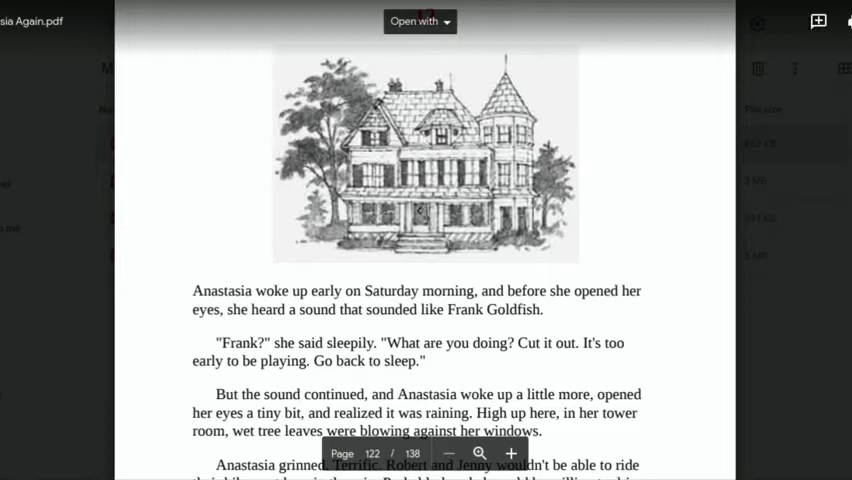 sia Again.pdf
Open with
File size
Anastasia woke up early on Saturday morning, and before she opened her
eyes, she heard a sound that sounded like Frank Goldfish.
"Frank?" she said sleepily. "What are you doing? Cut it out. It's too
early to be playing. Go back to sleep."
But the sound continued, and Anastasia woke up a little more, opened
her eyes a tiny bit, and realized it was raining. High up here, in her tower
room, wet tree leaves were blowing against her windows.
Page 122 / 138
Anastasia grinned. Terrific. Robert and Jenny wouldn't be able to ride